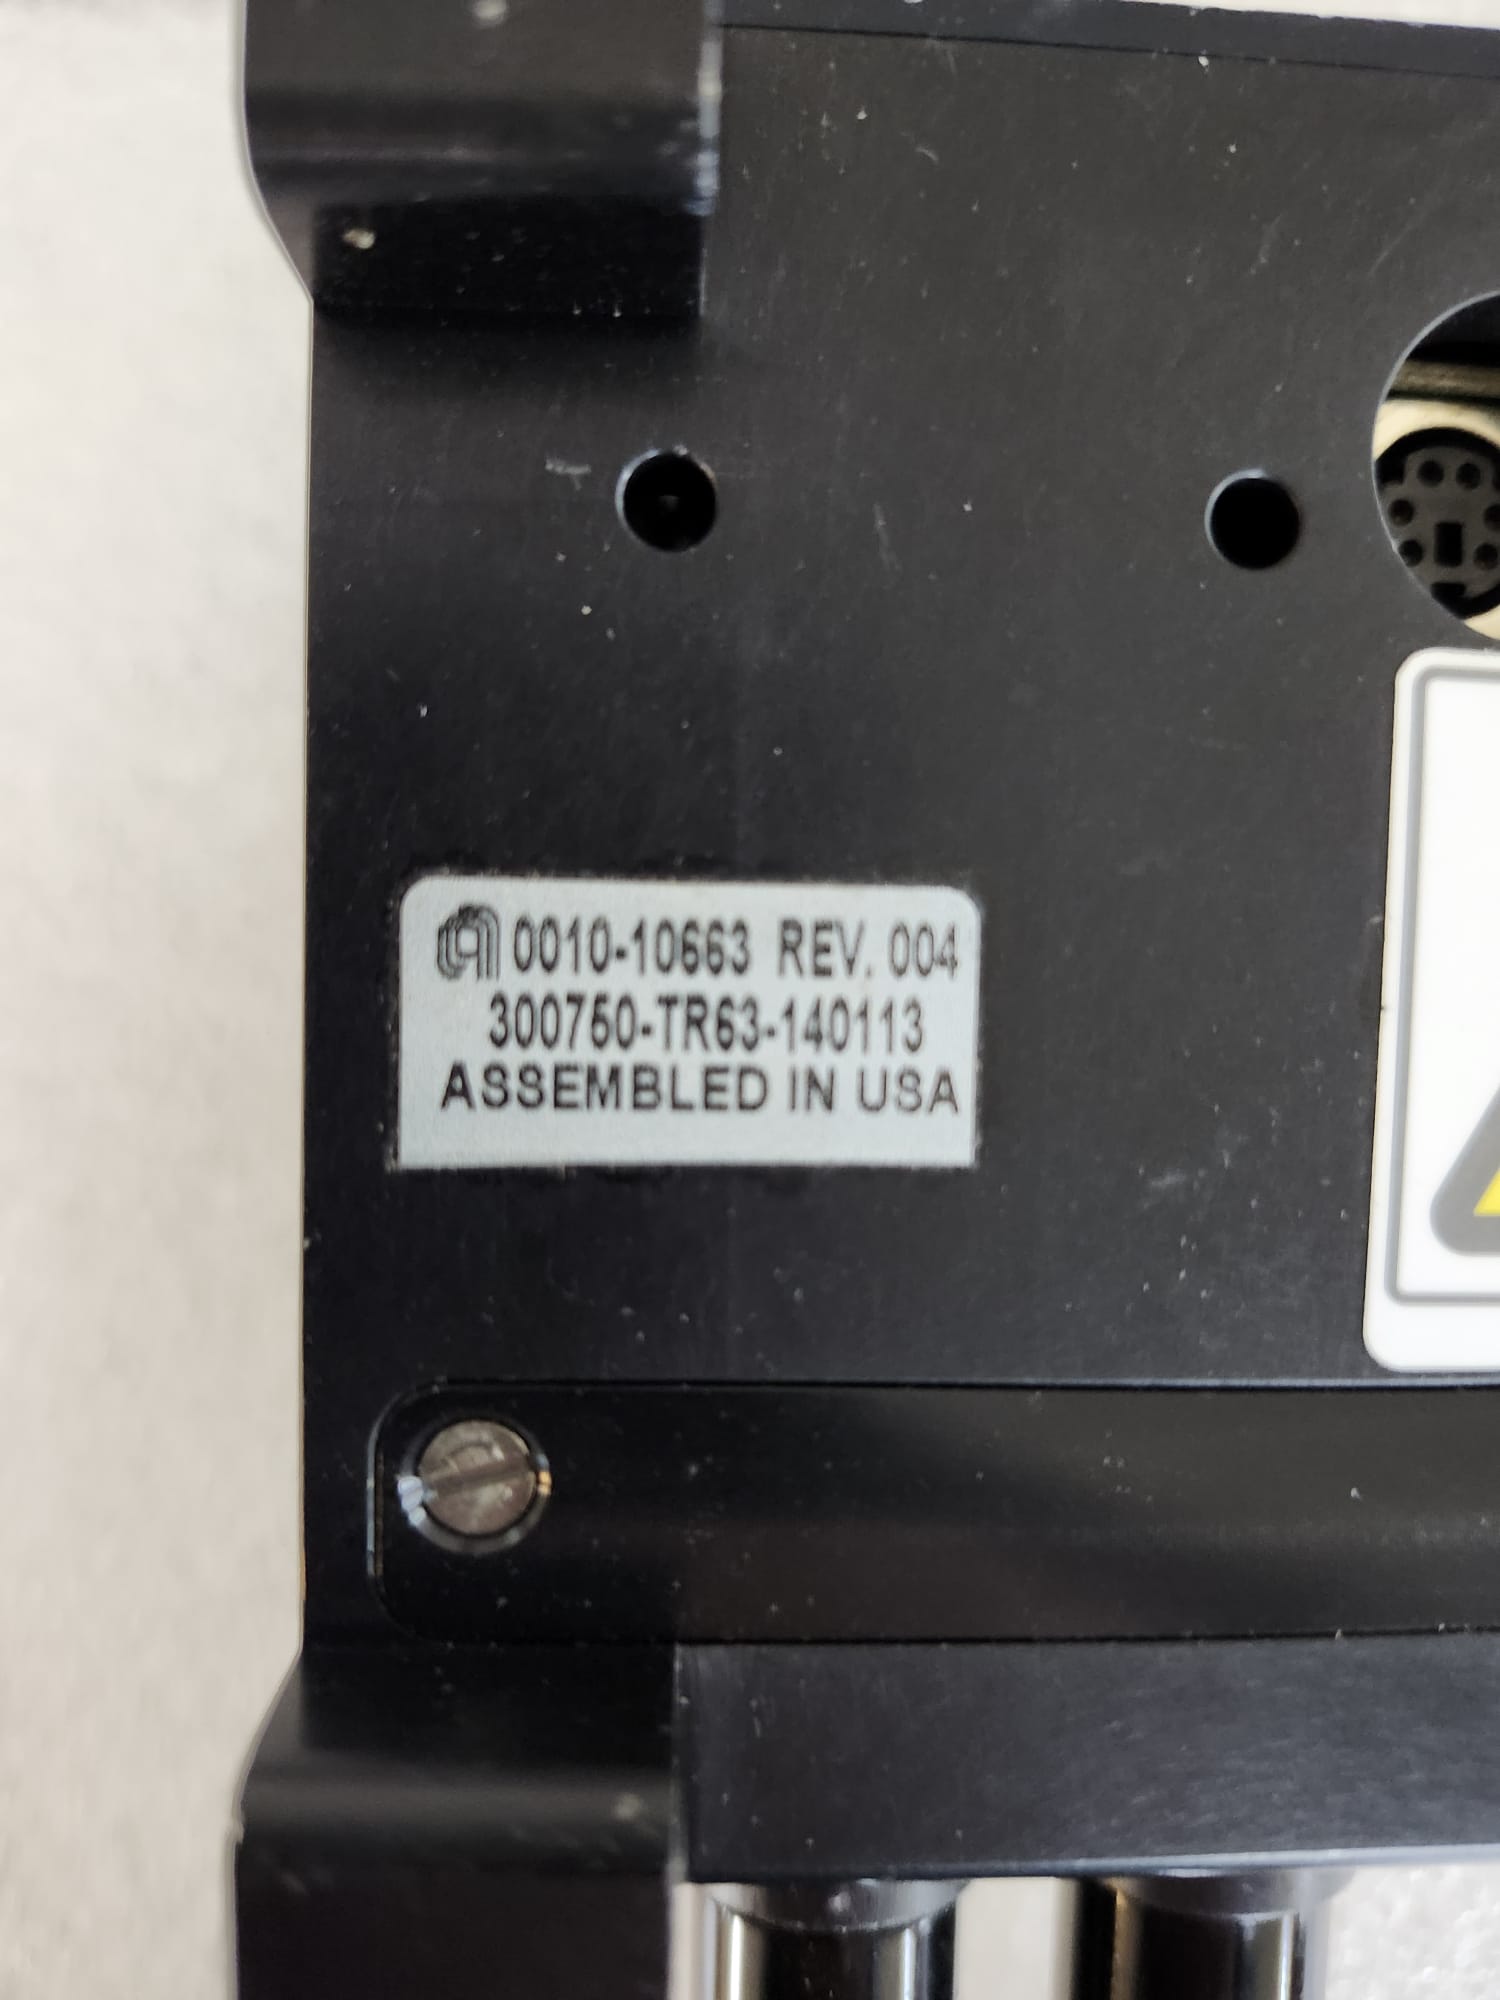 0010-10663 REV. 004
300750-TR63-140113
ASSEMBLED IN USA